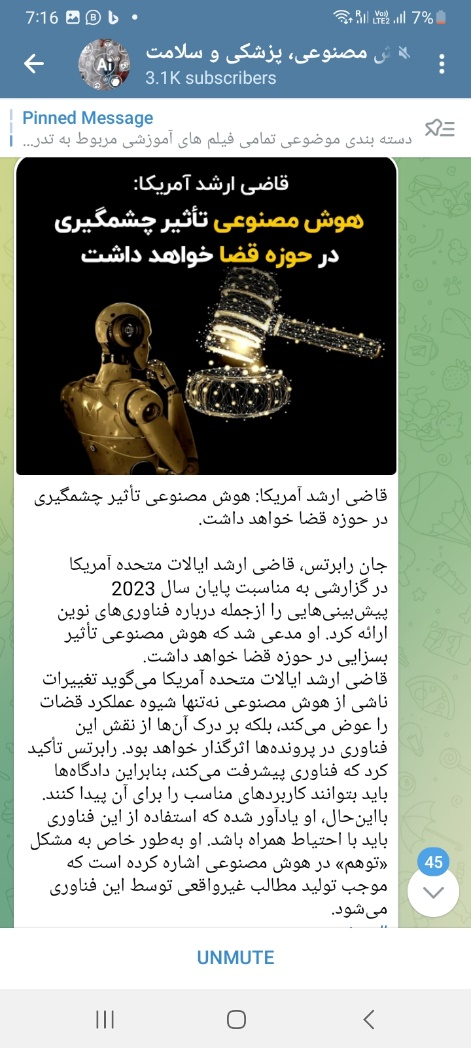 7:16
LTE2 7%
مصنوعی، پزشکی و سلامت
Ai
3.1K subscribers
Pinned Message
دسته بندی موضوعی تمامی فیلم های آموزشی مربوط به تدر...
قاضی ارشد آمریکا:
هوش مصنوعی تأثیر چشمگیری
در حوزه قضا خواهد داشت
قاضی ارشد آمریکا: هوش مصنوعی تأثیر چشمگیری
در حوزه قضا خواهد داشت.
جان رابرتس، قاضی ارشد ایالات متحده آمریکا
در گزارشی به مناسبت پایان سال 2023
پیش‌بینی‌هایی را ازجمله درباره فناوری‌های نوین
ارائه کرد. او مدعی شد که هوش مصنوعی تأثیر
بسزایی در حوزه قضا خواهد داشت.
قاضی ارشد ایالات متحده آمریکا می‌گوید تغییرات
ناشی از هوش مصنوعی نه‌تنها شیوه عملکرد قضات
را عوض می‌کند، بلکه بر درک آن‌ها از نقش این
فناوری در پرونده‌ها اثرگذار خواهد بود. رابرتس تأکید
کرد که فناوری پیشرفت می‌کند، بنابراین دادگاه‌ها
باید بتوانند کاربردهای مناسب را برای آن پیدا کنند.
بااین‌حال، او یادآور شده که استفاده از این فناوری
باید با احتیاط همراه باشد. او به‌طور خاص به مشکل
«توهم» در هوش مصنوعی اشاره کرده است که
موجب تولید مطالب غیرواقعی توسط این فناوری
می‌شود.
45
UNMUTE